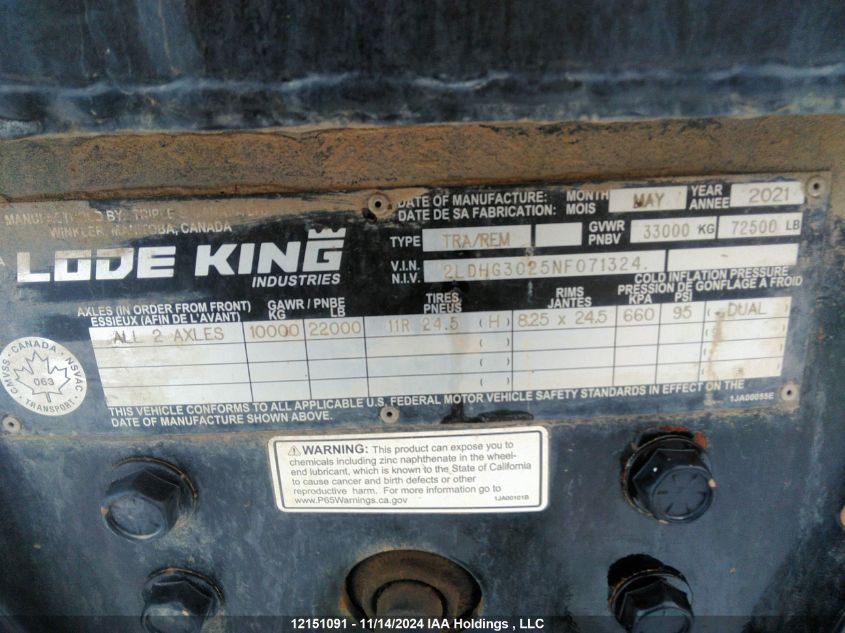 MANUFACTURED BY: TRIPLE
WINKLER, MANITOBA, CANADA
LODE KING
INDUSTRIES
DATE OF MANUFACTURE: MONTH MAY YEAR 2021
DATE DE SA FABRICATION: MOIS ANNEE
TYPE TRA/REM GVWR PNBV 33000 KG 72500 LB
V.I.N. N.I.V. 2LDHG3025NF071324.
COLD INFLATION PRESSURE
PRESSION DE GONFLAGE A FROID
AXLES (IN ORDER FROM FRONT) GAWR / PNBE TIRES RIMS
ESSIEUX (AFIN DE L'AVANT) KG LB PNEUS JANTES KPA PSI
ALL 2 AXLES 10000 22000 11R 24.5 (H) 8.25 x 24.5 660 95 ( DUAL )
( ) ( )
( ) ( )
( ) ( )
CANADA
CMVSS NSVAC
063
TRANSPORT
THIS VEHICLE CONFORMS TO ALL APPLICABLE U.S. FEDERAL MOTOR VEHICLE SAFETY STANDARDS IN EFFECT ON THE
DATE OF MANUFACTURE SHOWN ABOVE.
1JA00055E
WARNING: This product can expose you to
chemicals including zinc naphthenate in the wheel-
end lubricant, which is known to the State of California
to cause cancer and birth defects or other
reproductive harm. For more information go to
www.P65Warnings.ca.gov
1JA00101B
12151091 - 11/14/2024 IAA Holdings , LLC